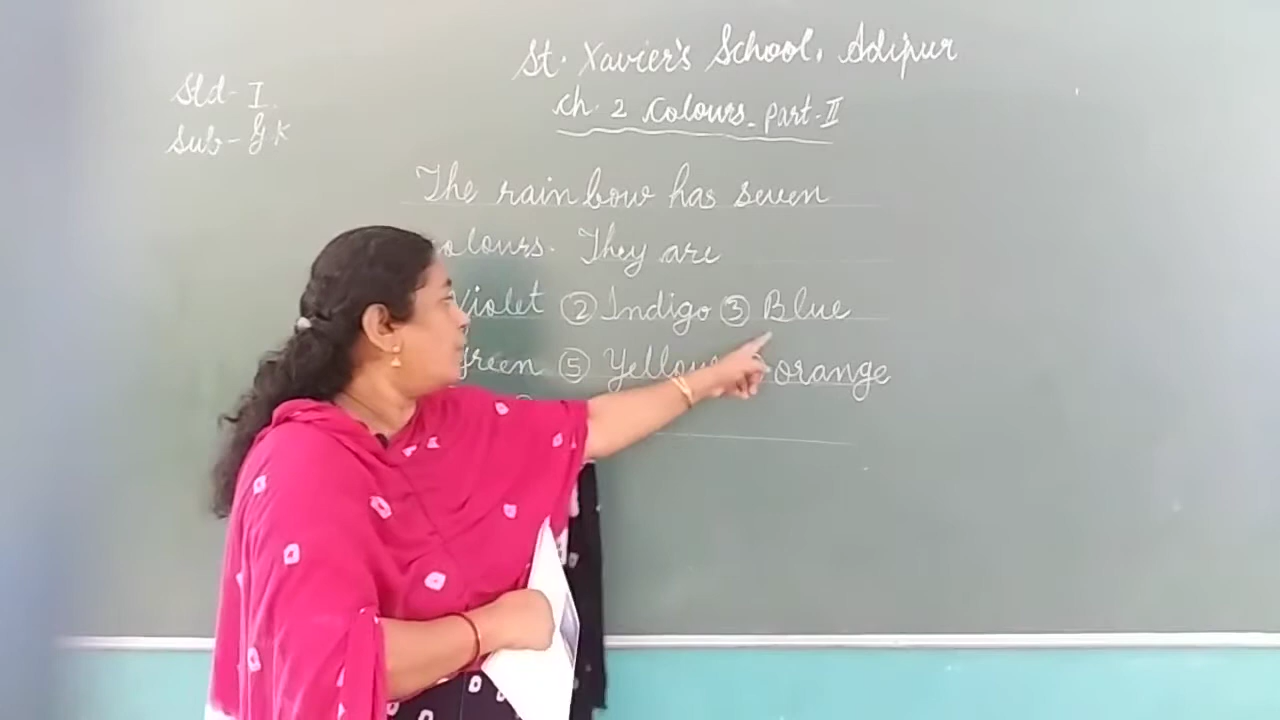 St. Xavier's School, Adipur
Std- I.
Ch. 2 Colours. Part-II
Sub- G.K
The rainbow has seven
colours. They are
Violet ② Indigo ③ Blue
Green ⑤ Yellow orange